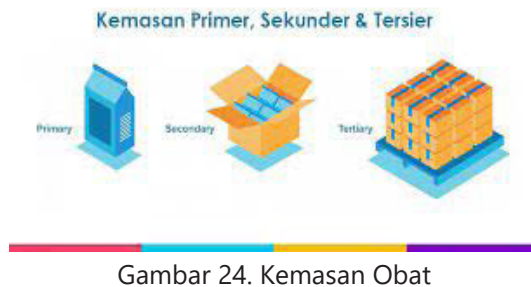 Kemasan Primer, Sekunder & Tersier
Primary
Secondary
Tertiary
Gambar 24. Kemasan Obat